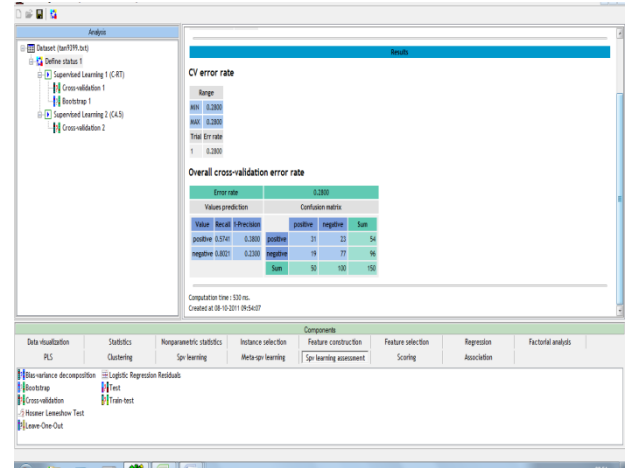 Analysis
Dataset (tan9099.txt)
Define status 1
Supervised Learning 1 (C-RT)
Cross-validation 1
Bootstrap 1
Supervised Learning 2 (C4.5)
Cross-validation 2
Results
CV error rate
Range
MIN 0.2800
MAX 0.2800
Trial Err rate
1 0.2800
Overall cross-validation error rate
Error rate 0.2800
Values prediction Confusion matrix
Value Recall 1-Precision positive negative Sum
positive 0.5741 0.3800 positive 31 23 54
negative 0.8021 0.2300 negative 19 77 96
Sum 50 100 150
Computation time : 530 ms.
Created at 08-10-2011 09:54:07
Components
Data visualization Statistics Nonparametric statistics Instance selection Feature construction Feature selection Regression Factorial analysis
PLS Clustering Spv learning Meta-spv learning Spv learning assessment Scoring Association
Bias-variance decomposition Logistic Regression Residuals
Bootstrap Test
Cross-validation Train-test
Hosmer Lemeshow Test
Leave-One-Out